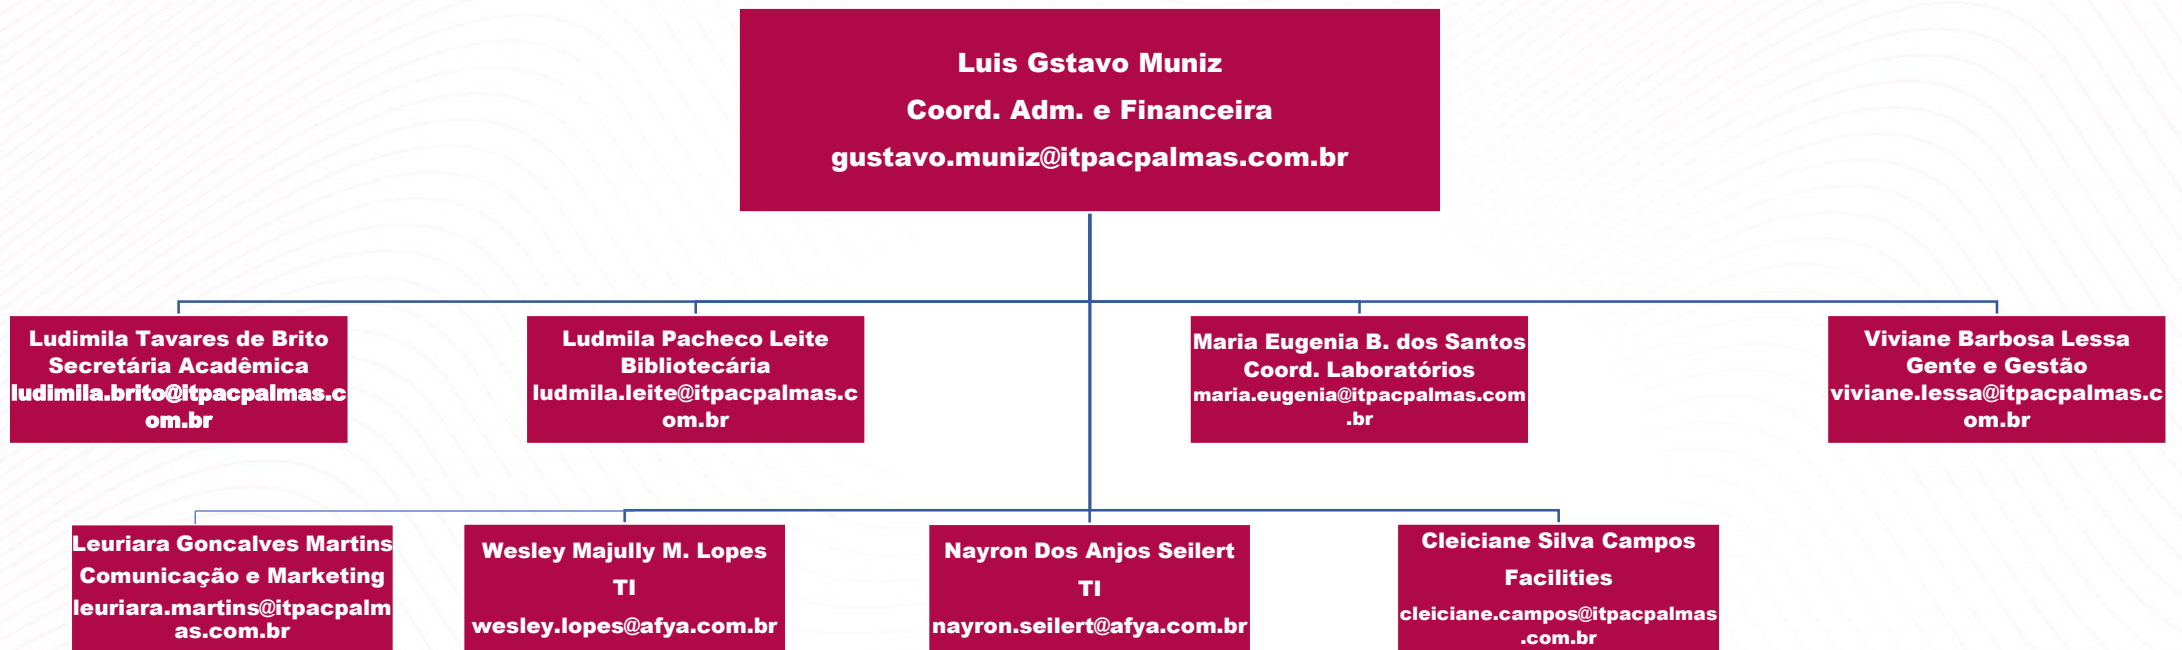 Luis Gstavo Muniz
Coord. Adm. e Financeira
gustavo.muniz@itpacpalmas.com.br
Ludimila Tavares de Brito
Secretária Acadêmica
ludimila.brito@itpacpalmas.c
om.br
Ludmila Pacheco Leite
Bibliotecária
ludmila.leite@itpacpalmas.c
om.br
Maria Eugenia B. dos Santos
Coord. Laboratórios
maria.eugenia@itpacpalmas.com
.br
Viviane Barbosa Lessa
Gente e Gestão
viviane.lessa@itpacpalmas.c
om.br
Leuriara Goncalves Martins
Comunicação e Marketing
leuriara.martins@itpacpalm
as.com.br
Wesley Majully M. Lopes
TI
wesley.lopes@afya.com.br
Nayron Dos Anjos Seilert
TI
nayron.seilert@afya.com.br
Cleiciane Silva Campos
Facilities
cleiciane.campos@itpacpalmas
.com.br